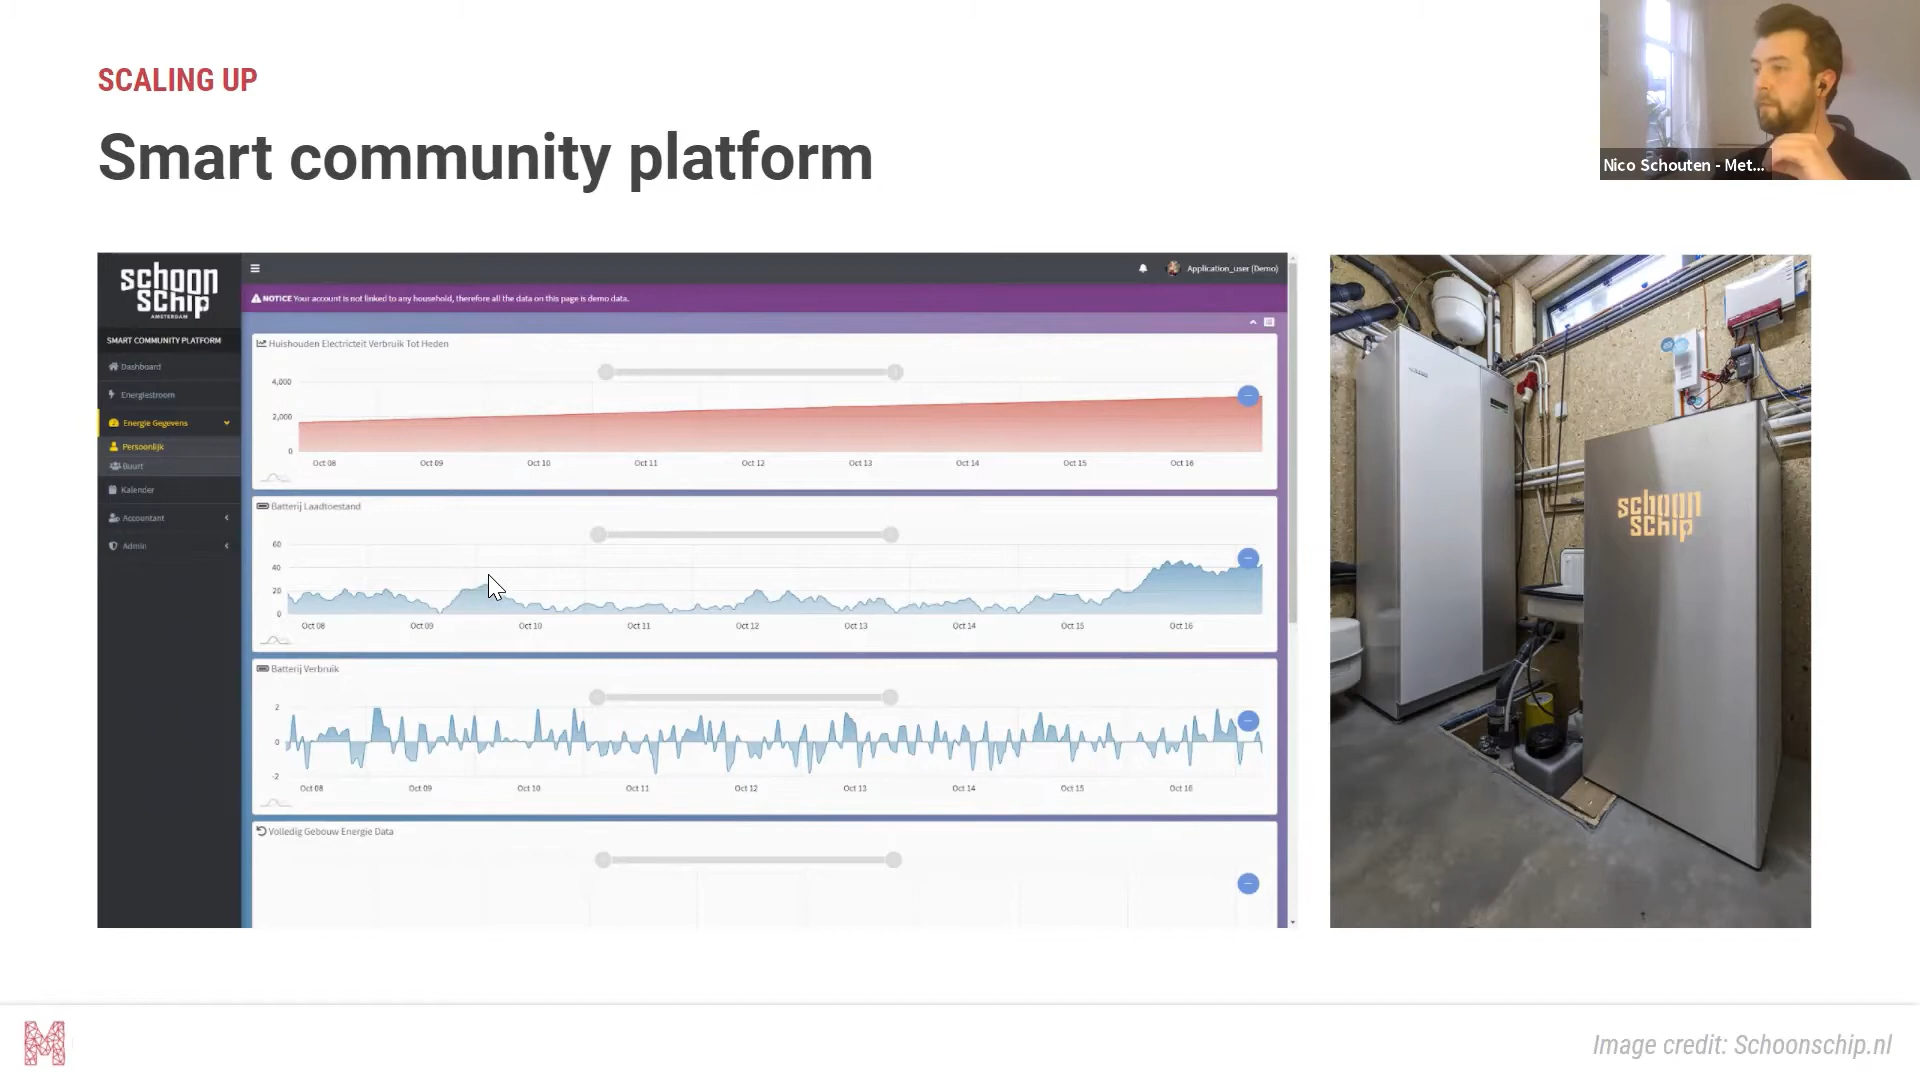 SCALING UP
Smart community platform
Nico Schouten - Met...
schoon
schip
AMSTERDAM
SMART COMMUNITY PLATFORM
Dashboard
Energiestroom
Energie Gegevens
Persoonlijk
Buurt
Kalender
Accountant
Admin
Application_user (Demo)
NOTICE Your account is not linked to any household, therefore all the data on this page is demo data.
Huishouden Electriciteit Verbruik Tot Heden
4,000
2,000
0
Oct 08 Oct 09 Oct 10 Oct 11 Oct 12 Oct 13 Oct 14 Oct 15 Oct 16
Batterij Laadtoestand
60
40
20
0
Oct 08 Oct 09 Oct 10 Oct 11 Oct 12 Oct 13 Oct 14 Oct 15 Oct 16
Batterij Verbruik
2
0
-2
Oct 08 Oct 09 Oct 10 Oct 11 Oct 12 Oct 13 Oct 14 Oct 15 Oct 16
Volledig Gebouw Energie Data
schoon
schip
M
Image credit: Schoonschip.nl